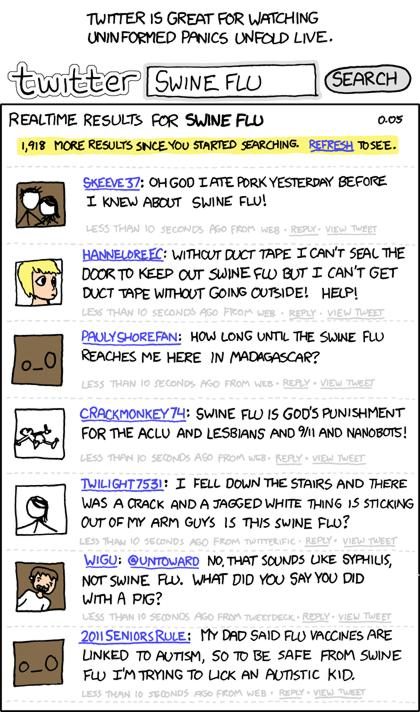 TWITTER IS GREAT FOR WATCHING
UNINFORMED PANICS UNFOLD LIVE.
twitter SWINE FLU SEARCH
REALTIME RESULTS FOR SWINE FLU 0.05
1,918 MORE RESULTS SINCE YOU STARTED SEARCHING. REFRESH TO SEE.
SKEEVE37: OH GOD I ATE PORK YESTERDAY BEFORE
I KNEW ABOUT SWINE FLU!
LESS THAN 10 SECONDS AGO FROM WEB · REPLY · VIEW TWEET
HANNELOREEC: WITHOUT DUCT TAPE I CAN'T SEAL THE
DOOR TO KEEP OUT SWINE FLU BUT I CAN'T GET
DUCT TAPE WITHOUT GOING OUTSIDE! HELP!
LESS THAN 10 SECONDS AGO FROM WEB · REPLY · VIEW TWEET
PAULYSHOREFAN: HOW LONG UNTIL THE SWINE FLU
REACHES ME HERE IN MADAGASCAR?
LESS THAN 10 SECONDS AGO FROM WEB · REPLY · VIEW TWEET
CRACKMONKEY74: SWINE FLU IS GOD'S PUNISHMENT
FOR THE ACLU AND LESBIANS AND 9/11 AND NANOBOTS!
LESS THAN 10 SECONDS AGO FROM WEB · REPLY · VIEW TWEET
TWILIGHT7531: I FELL DOWN THE STAIRS AND THERE
WAS A CRACK AND A JAGGED WHITE THING IS STICKING
OUT OF MY ARM GUYS IS THIS SWINE FLU?
LESS THAN 10 SECONDS AGO FROM TWITTERIFIC · REPLY · VIEW TWEET
WIGU: @UNTOWARD NO, THAT SOUNDS LIKE SYPHILIS,
NOT SWINE FLU. WHAT DID YOU SAY YOU DID
WITH A PIG?
LESS THAN 10 SECONDS AGO FROM TWEETDECK · REPLY · VIEW TWEET
2011SENIORSRULE: MY DAD SAID FLU VACCINES ARE
LINKED TO AUTISM, SO TO BE SAFE FROM SWINE
FLU I'M TRYING TO LICK AN AUTISTIC KID.
LESS THAN 10 SECONDS AGO FROM WEB · REPLY · VIEW TWEET